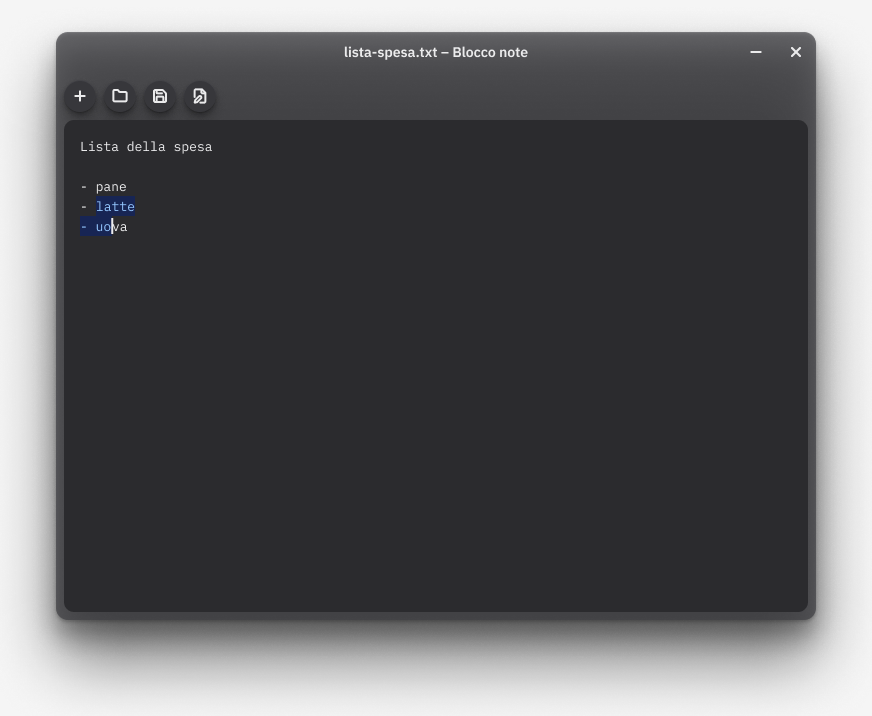 lista-spesa.txt – Blocco note
Lista della spesa
- pane
- latte
- uova